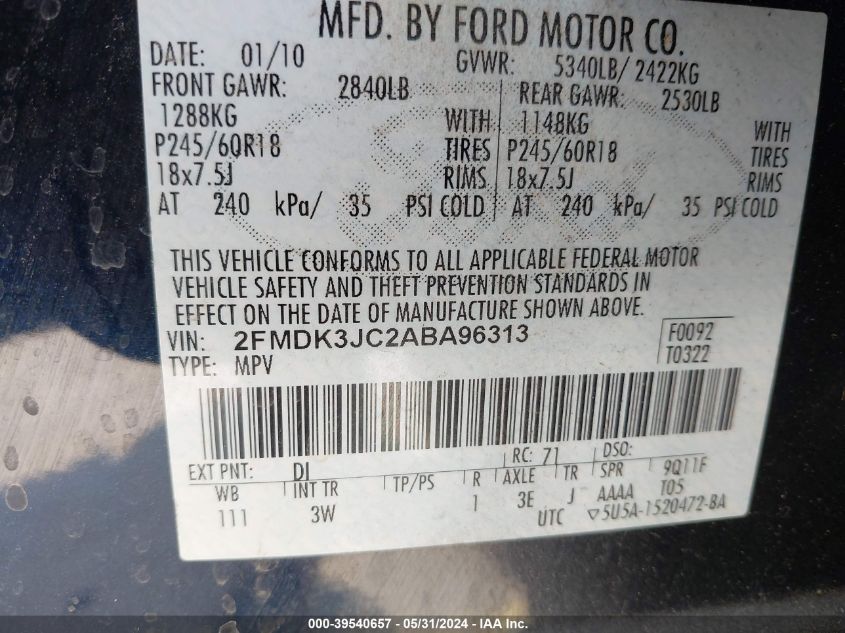 MFD. BY FORD MOTOR CO.
DATE: 01/10 GVWR: 5340LB/ 2422KG
FRONT GAWR: 2840LB REAR GAWR: 2530LB
1288KG WITH 1148KG WITH
P245/60R18 TIRES P245/60R18 TIRES
18x7.5J RIMS 18x7.5J RIMS
AT 240 kPa/ 35 PSI COLD AT 240 kPa/ 35 PSI COLD
THIS VEHICLE CONFORMS TO ALL APPLICABLE FEDERAL MOTOR
VEHICLE SAFETY AND THEFT PREVENTION STANDARDS IN
EFFECT ON THE DATE OF MANUFACTURE SHOWN ABOVE.
VIN: 2FMDK3JC2ABA96313 F0092
TYPE: MPV T0322
EXT PNT: DI RC: 71 DSO:
WB INT TR TP/PS R AXLE TR SPR 9Q11F
111 3W 1 3E J AAAA T05
UTC ▽5U5A-1520472-BA
000-39540657 - 05/31/2024 - IAA, Inc.